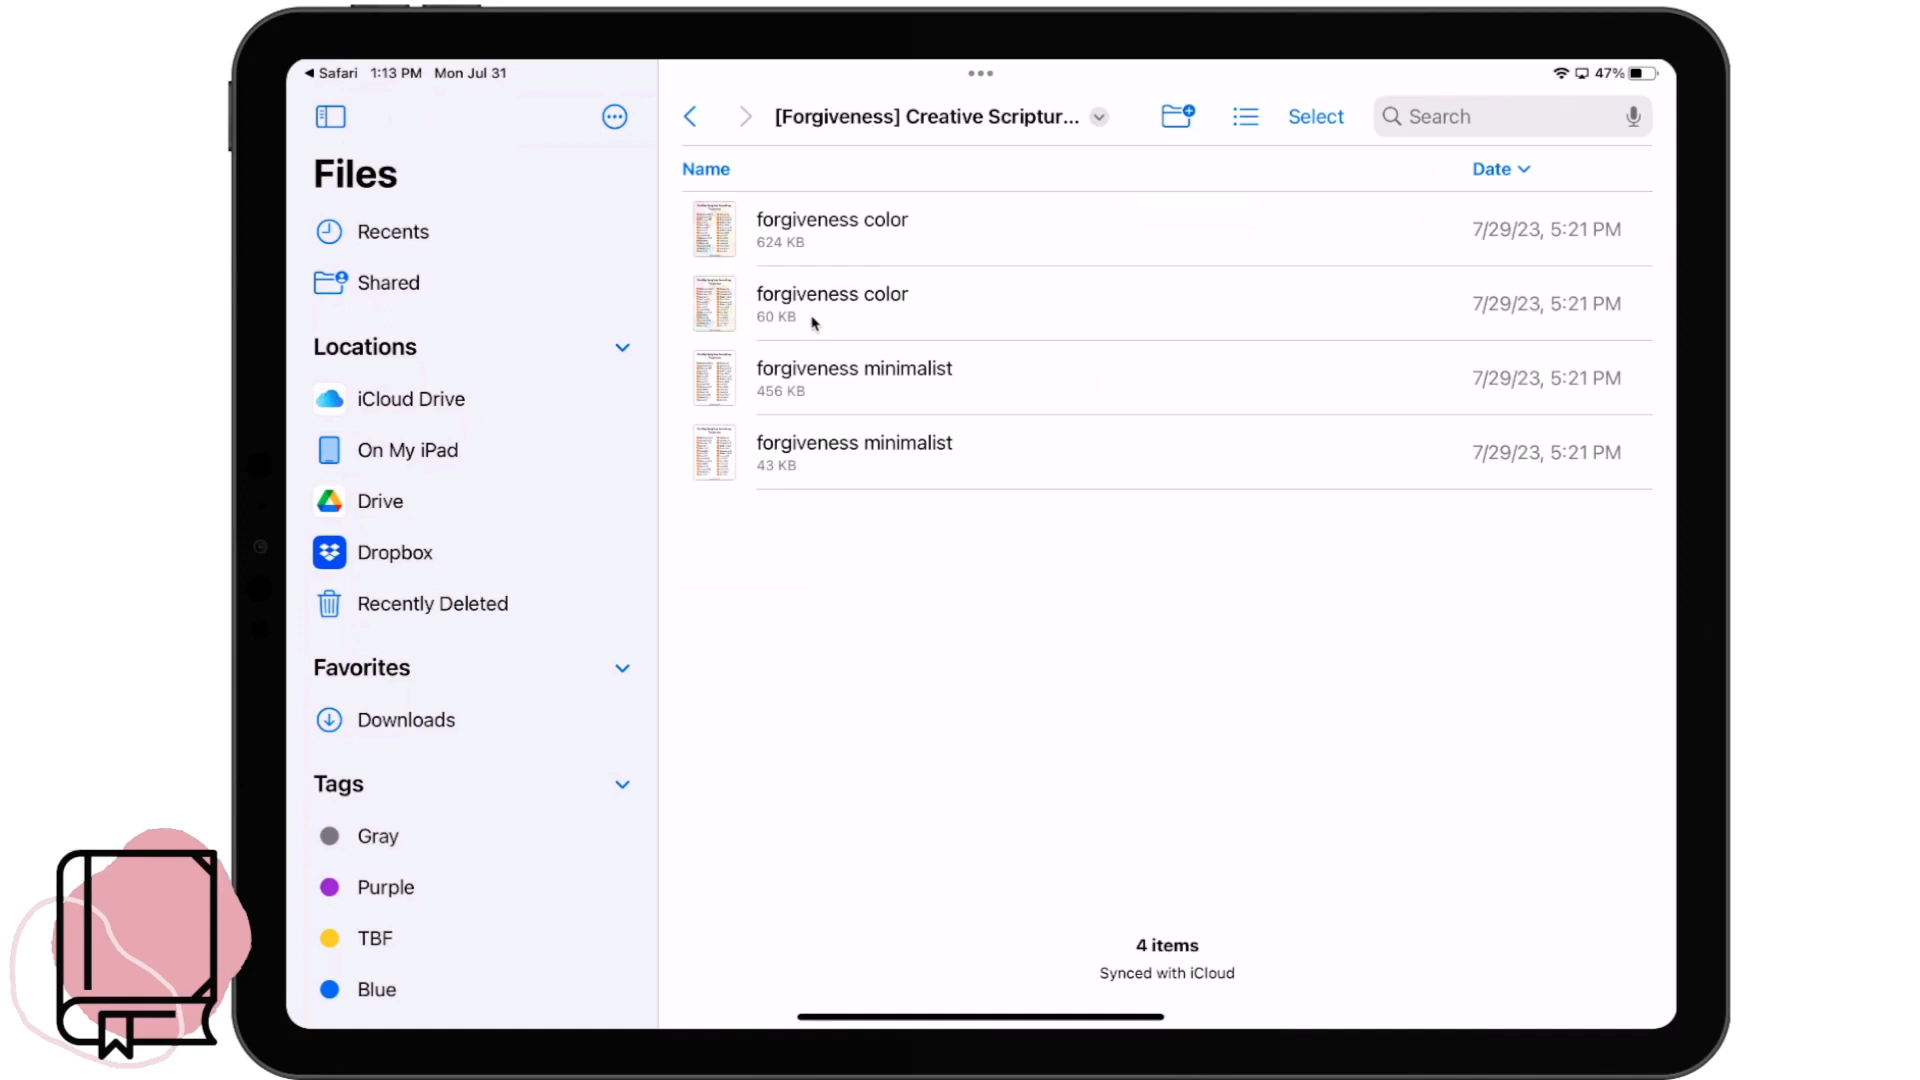 ◀ Safari 1:13 PM Mon Jul 31
47%
Files
Recents
Shared
Locations
iCloud Drive
On My iPad
Drive
Dropbox
Recently Deleted
Favorites
Downloads
Tags
Gray
Purple
TBF
Blue
[Forgiveness] Creative Scriptur...
Select
Search
Name
Date
forgiveness color
624 KB
7/29/23, 5:21 PM
forgiveness color
60 KB
7/29/23, 5:21 PM
forgiveness minimalist
456 KB
7/29/23, 5:21 PM
forgiveness minimalist
43 KB
7/29/23, 5:21 PM
4 items
Synced with iCloud